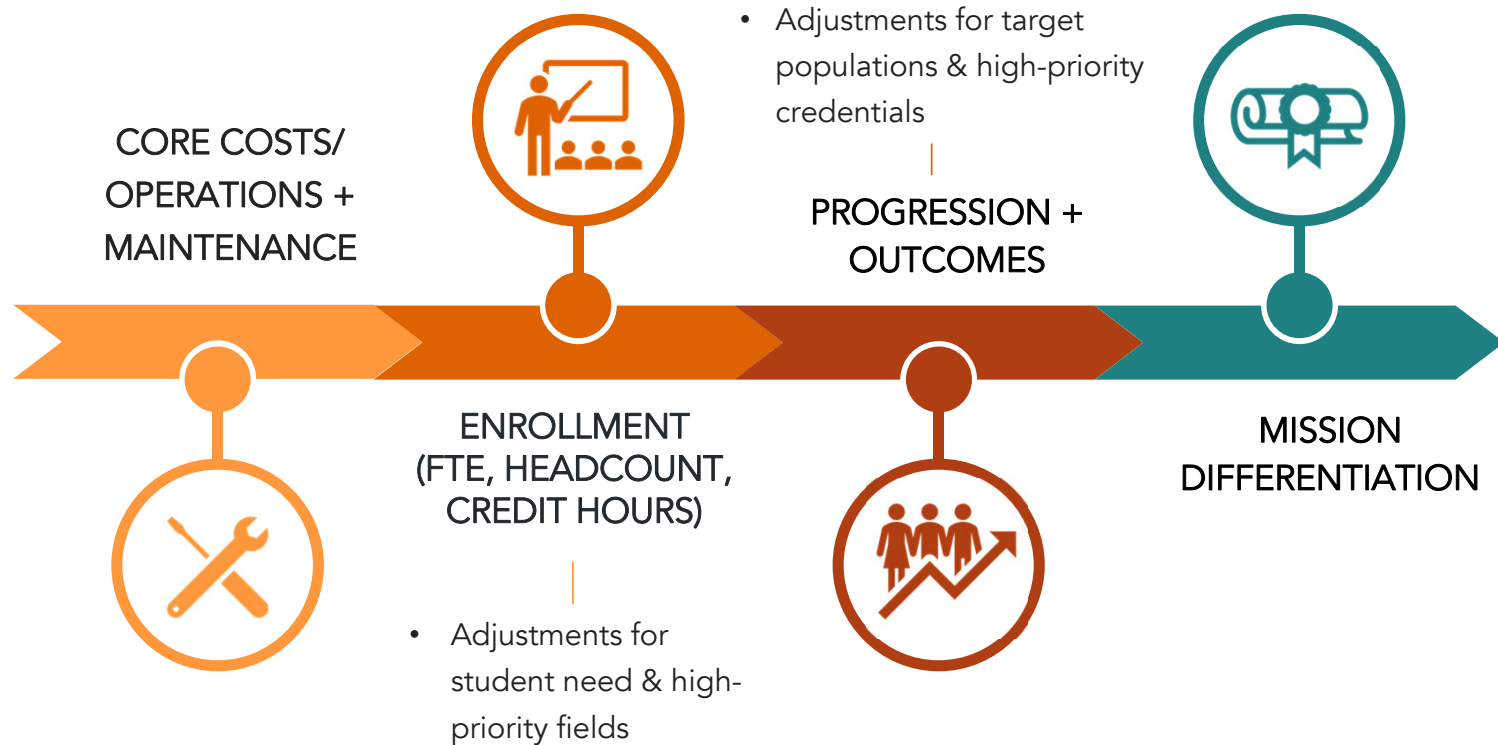 CORE COSTS/
OPERATIONS +
MAINTENANCE
ENROLLMENT
(FTE, HEADCOUNT,
CREDIT HOURS)
• Adjustments for
student need & high-
priority fields
• Adjustments for target
populations & high-priority
credentials
PROGRESSION +
OUTCOMES
MISSION
DIFFERENTIATION